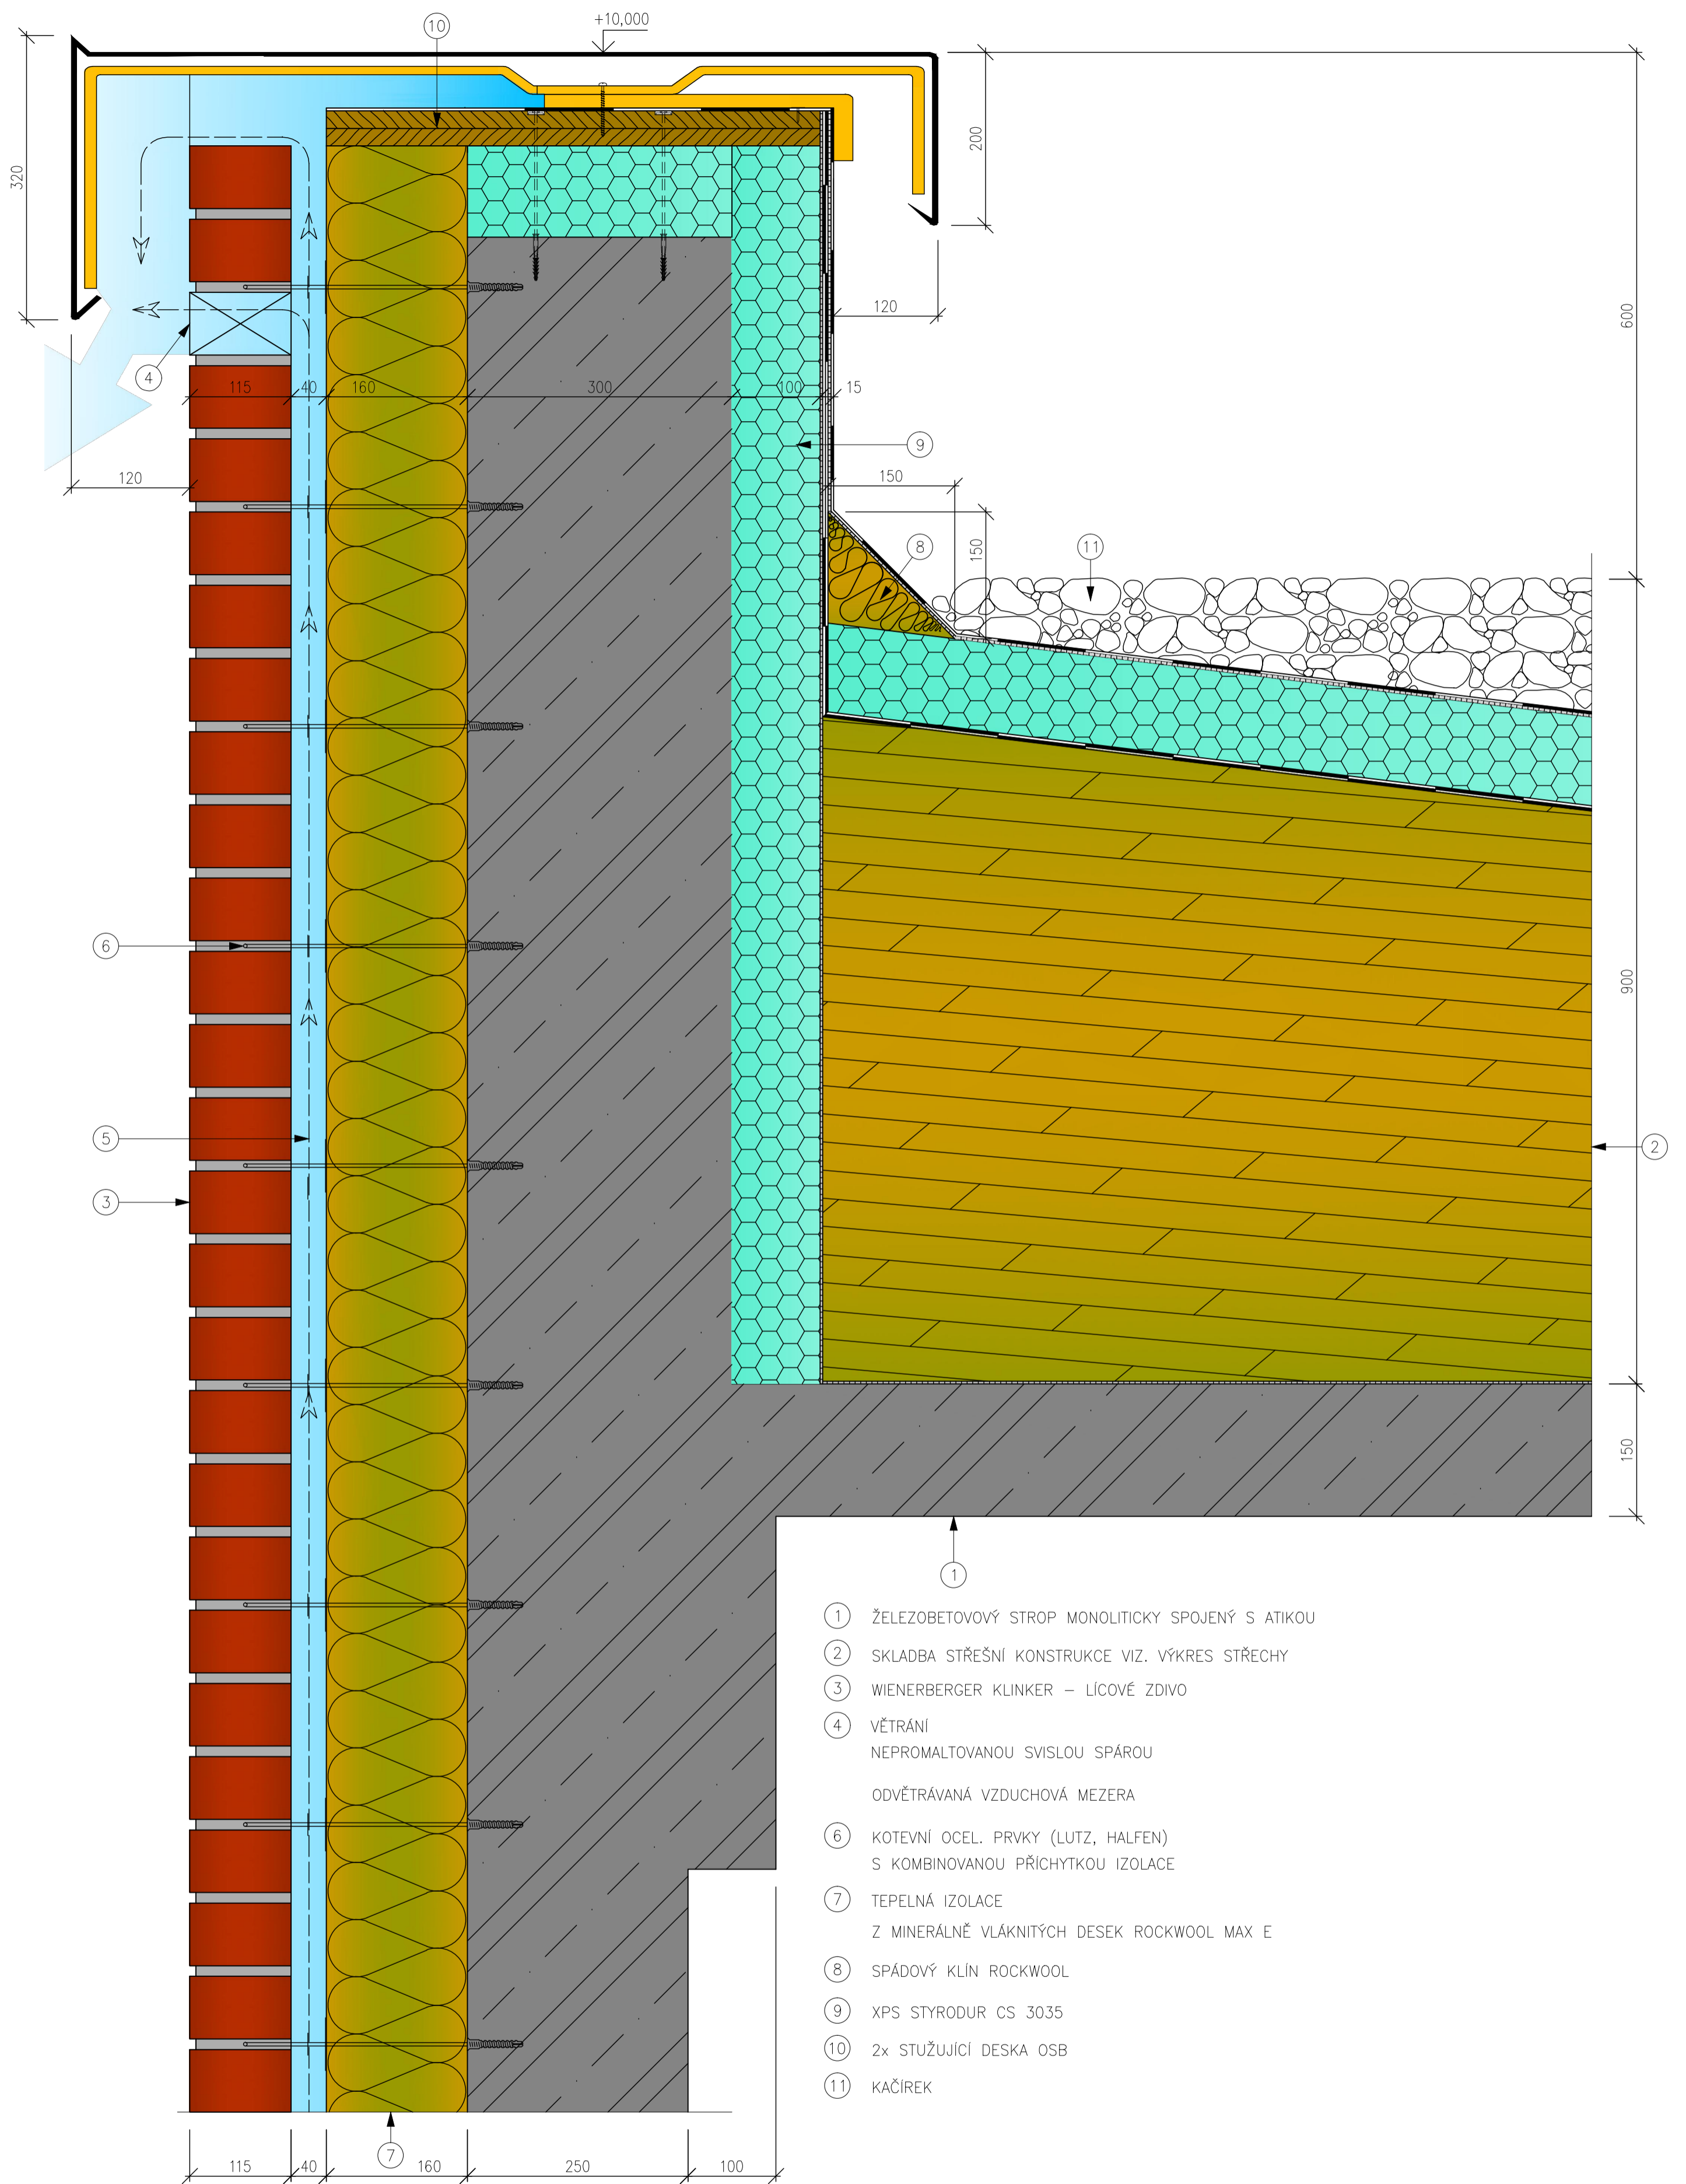 10
+10,000
320
200
600
120
4
115
40
160
300
100
15
9
120
150
8
150
11
6
900
5
2
3
150
1
1 ŽELEZOBETOVOVÝ STROP MONOLITICKY SPOJENÝ S ATIKOU
2 SKLADBA STŘEŠNÍ KONSTRUKCE VIZ. VÝKRES STŘECHY
3 WIENERBERGER KLINKER – LÍCOVÉ ZDIVO
4 VĚTRÁNÍ
NEPROMALTOVANOU SVISLOU SPÁROU
ODVĚTRÁVANÁ VZDUCHOVÁ MEZERA
6 KOTEVNÍ OCEL. PRVKY (LUTZ, HALFEN)
S KOMBINOVANOU PŘÍCHYTKOU IZOLACE
7 TEPELNÁ IZOLACE
Z MINERÁLNĚ VLÁKNITÝCH DESEK ROCKWOOL MAX E
8 SPÁDOVÝ KLÍN ROCKWOOL
9 XPS STYRODUR CS 3035
10 2x STUŽUJÍCÍ DESKA OSB
11 KAČÍREK
7
115
40
160
250
100